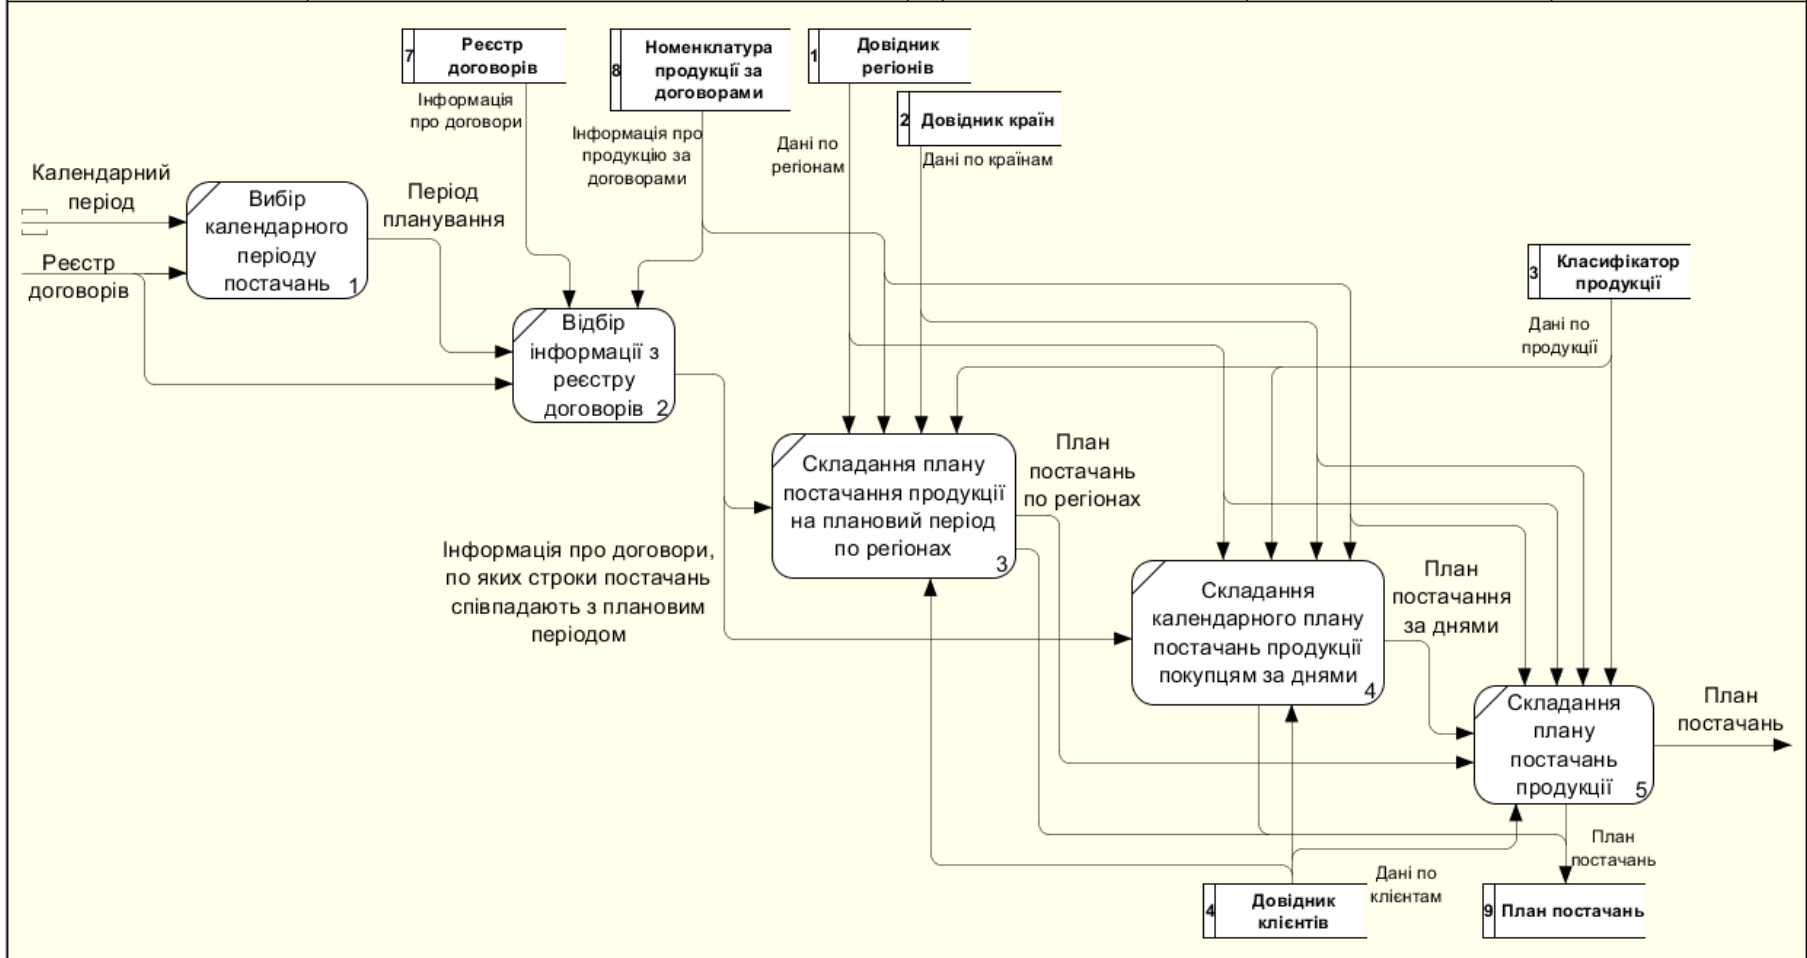 7
Реєстр
договорів
Інформація
про договори
8
Номенклатура
продукції за
договорами
Інформація про
продукцію за
договорами
1
Довідник
регіонів
Дані по
регіонам
2
Довідник країн
Дані по країнам
3
Класифікатор
продукції
Дані по
продукції
Календарний
період
Реєстр
договорів
Вибір
календарного
періоду
постачань
1
Період
планування
Відбір
інформації з
реєстру
договорів
2
Інформація про договори,
по яких строки постачань
співпадають з плановим
періодом
Складання плану
постачання продукції
на плановий період
по регіонах
3
План
постачань
по регіонах
Складання
календарного плану
постачань продукції
покупцям за днями
4
План
постачання
за днями
Складання
плану
постачань
продукції
5
План
постачань
План
постачань
4
Довідник
клієнтів
Дані по
клієнтам
9
План постачань